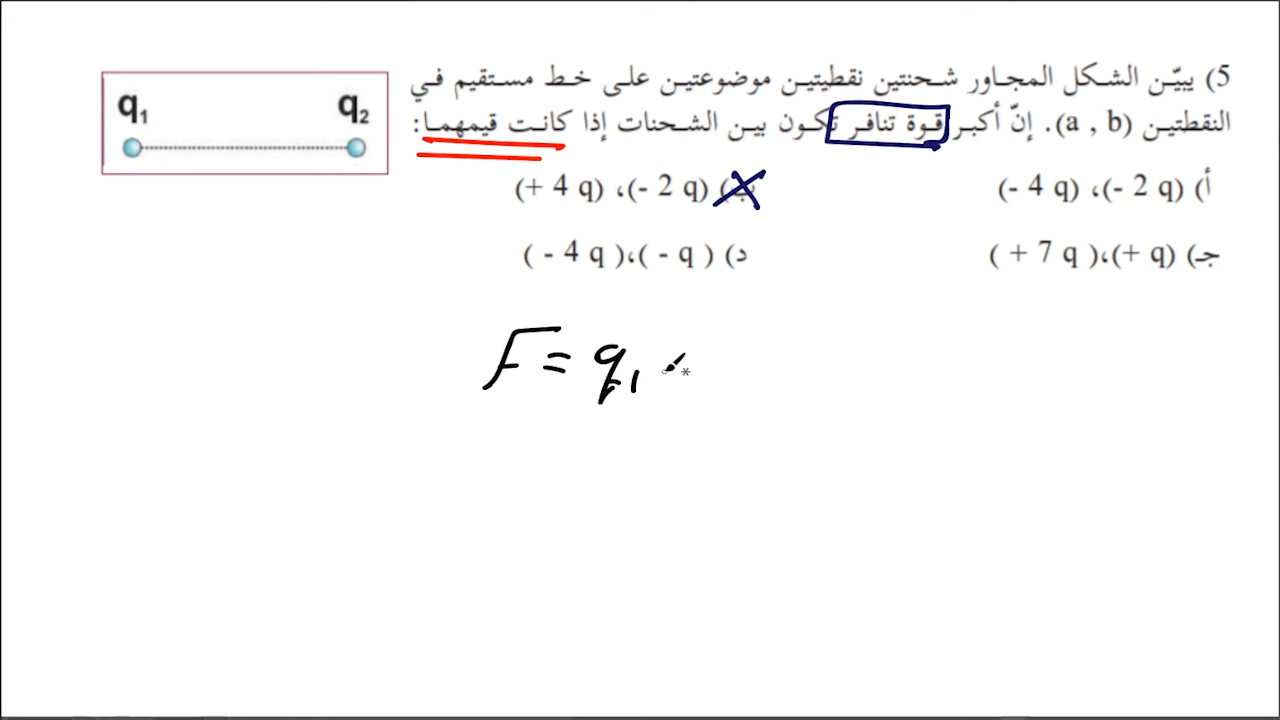 5) يبيّن الشكل المجاور شحنتين نقطيتين موضوعتين على خط مستقيم في
النقطتين (a , b). إنّ أكبر قوة تنافر تكون بين الشحنات إذا كانت قيمهما:
q1 q2
أ) (- 2 q)، (- 4 q)
ب) (- 2 q)، (+ 4 q)
جـ) (+ q)، (+ 7 q)
د) (- q)، (- 4 q)
F = q1